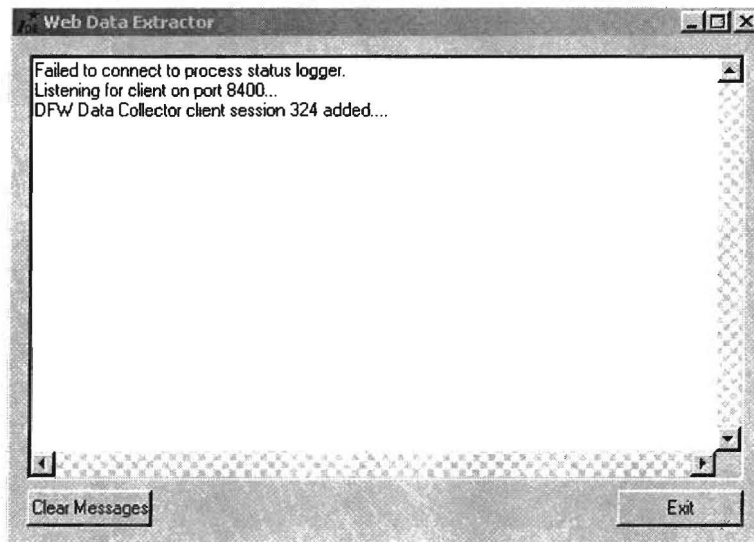 Web Data Extractor
Failed to connect to process status logger.
Listening for client on port 8400...
DFW Data Collector client session 324 added....
Clear Messages
Exit